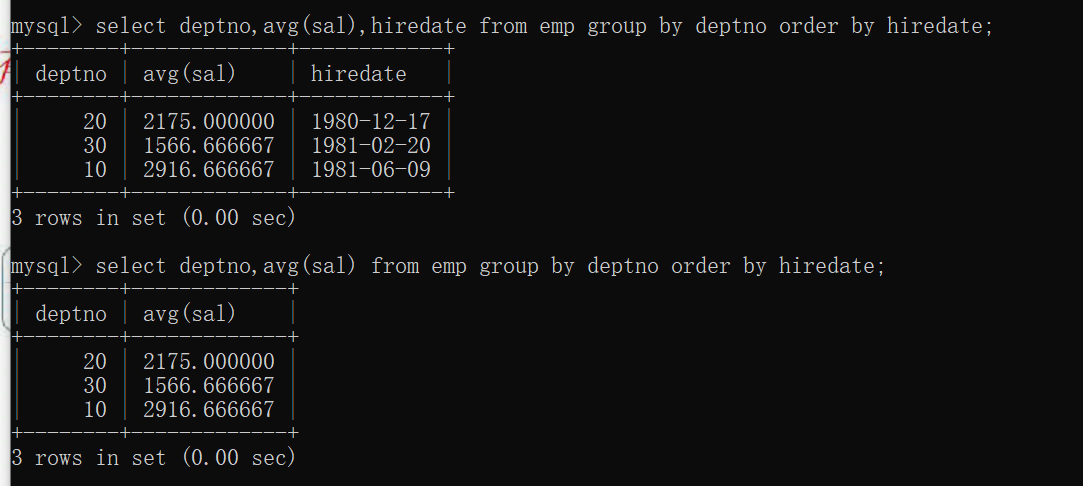 mysql> select deptno,avg(sal),hiredate from emp group by deptno order by hiredate;
+--------+-------------+------------+
| deptno | avg(sal)    | hiredate   |
+--------+-------------+------------+
|     20 | 2175.000000 | 1980-12-17 |
|     30 | 1566.666667 | 1981-02-20 |
|     10 | 2916.666667 | 1981-06-09 |
+--------+-------------+------------+
3 rows in set (0.00 sec)
mysql> select deptno,avg(sal) from emp group by deptno order by hiredate;
+--------+-------------+
| deptno | avg(sal)    |
+--------+-------------+
|     20 | 2175.000000 |
|     30 | 1566.666667 |
|     10 | 2916.666667 |
+--------+-------------+
3 rows in set (0.00 sec)